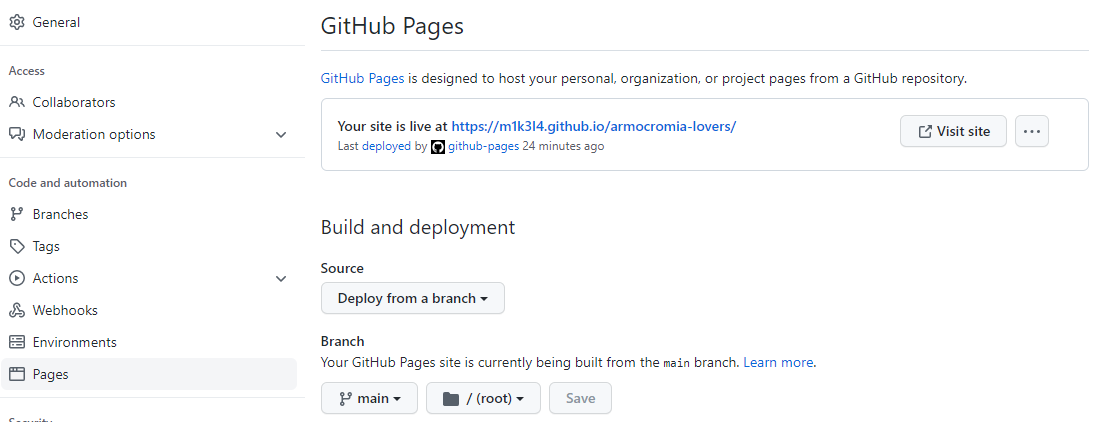 General
Access
Collaborators
Moderation options
Code and automation
Branches
Tags
Actions
Webhooks
Environments
Pages
Security
GitHub Pages
GitHub Pages is designed to host your personal, organization, or project pages from a GitHub repository.
Your site is live at https://m1k3l4.github.io/armocromia-lovers/
Last deployed by github-pages 24 minutes ago
Visit site
Build and deployment
Source
Deploy from a branch
Branch
Your GitHub Pages site is currently being built from the main branch. Learn more.
main
/ (root)
Save